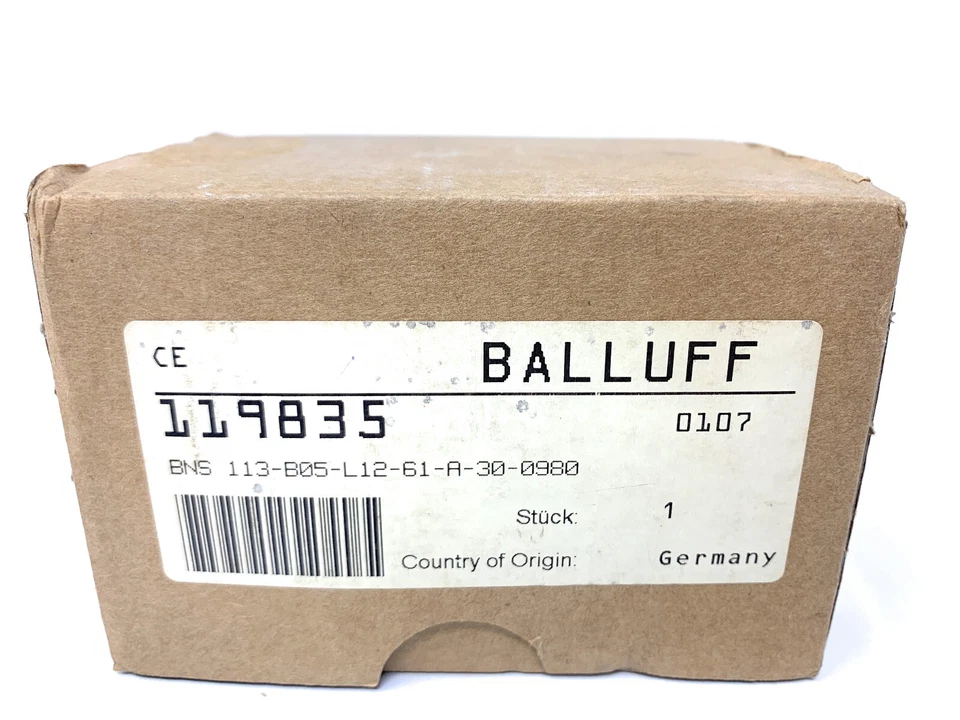 CE BALLUFF
119835 0107
BNS 113-B05-L12-61-A-30-0980
Stück: 1
Country of Origin: Germany